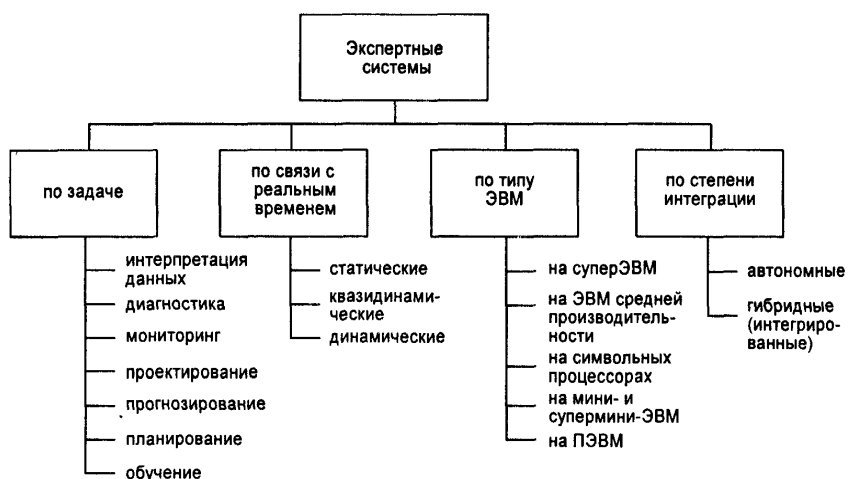 Экспертные
системы
по задаче
по связи с
реальным
временем
по типу
ЭВМ
по степени
интеграции
интерпретация
данных
диагностика
мониторинг
проектирование
прогнозирование
планирование
обучение
статические
квазидинами-
ческие
динамические
на суперЭВМ
на ЭВМ средней
производитель-
ности
на символьных
процессорах
на мини- и
супермини-ЭВМ
на ПЭВМ
автономные
гибридные
(интегриро-
ванные)